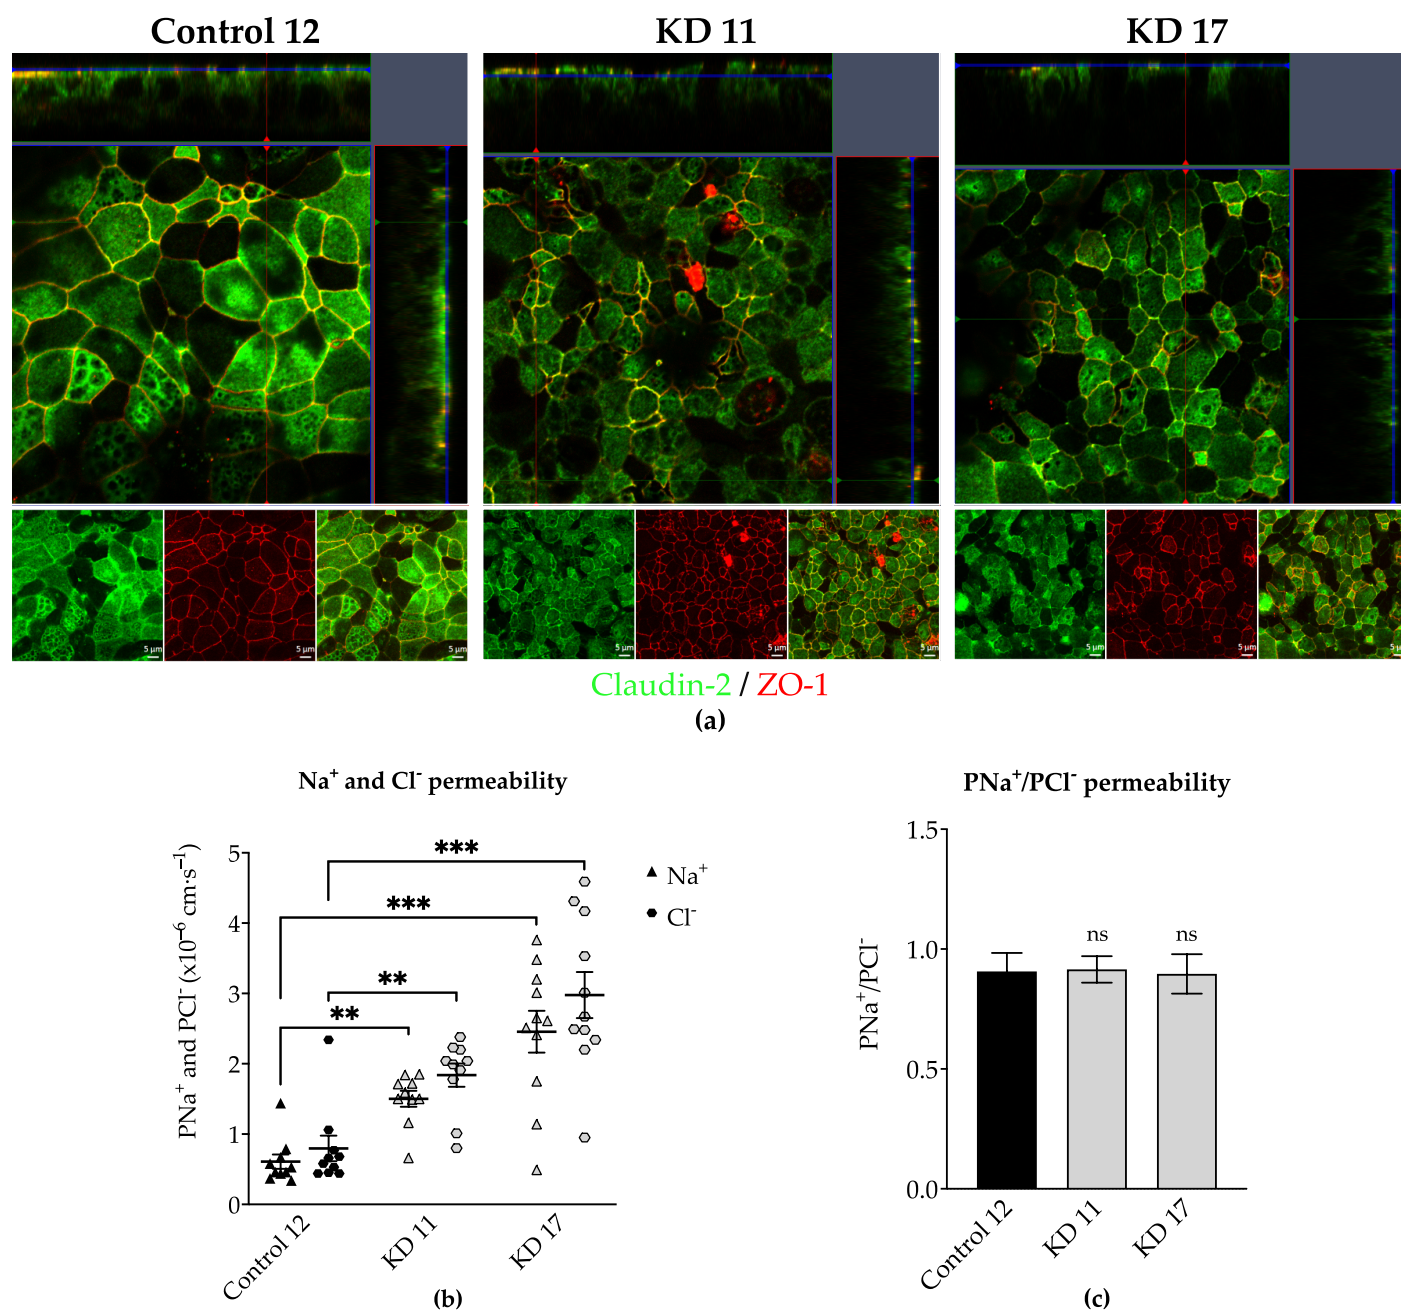 Control 12
KD 11
KD 17
5 µm
5 µm
5 µm
5 µm
5 µm
5 µm
5 µm
5 µm
5 µm
Claudin-2 / ZO-1
(a)
Na⁺ and Cl⁻ permeability
PNa⁺ and PCl⁻ (x10⁻⁶ cm·s⁻¹)
5
4
3
2
1
0
***
***
**
**
Na⁺
Cl⁻
Control 12
KD 11
KD 17
(b)
PNa⁺/PCl⁻ permeability
PNa⁺/PCl⁻
1.5
1.0
0.5
0.0
ns
ns
Control 12
KD 11
KD 17
(c)